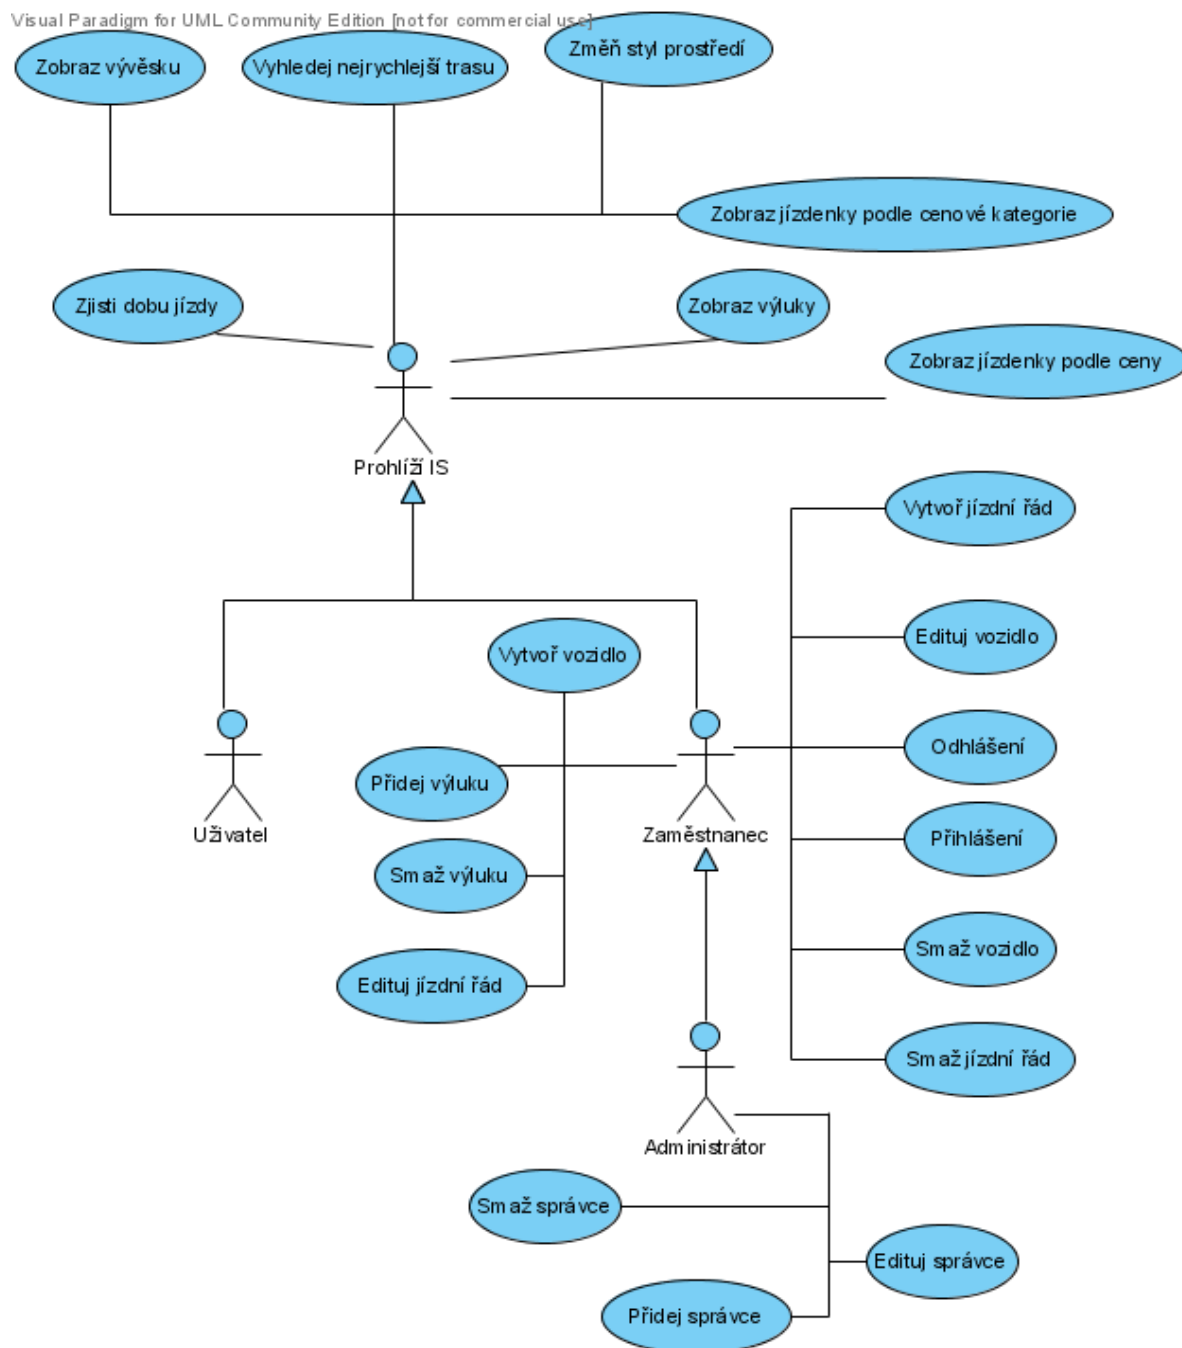 Visual Paradigm for UML Community Edition [not for commercial use]
Zobraz vývěsku
Vyhledej nejrychlejší trasu
Změň styl prostředí
Zobraz jízdenky podle cenové kategorie
Zjisti dobu jízdy
Zobraz výluky
Zobraz jízdenky podle ceny
Prohlíží IS
Vytvoř jízdní řád
Edituj vozidlo
Vytvoř vozidlo
Odhlášení
Přidej výluku
Uživatel
Zaměstnanec
Přihlášení
Smaž výluku
Smaž vozidlo
Edituj jízdní řád
Smaž jízdní řád
Administrátor
Smaž správce
Edituj správce
Přidej správce